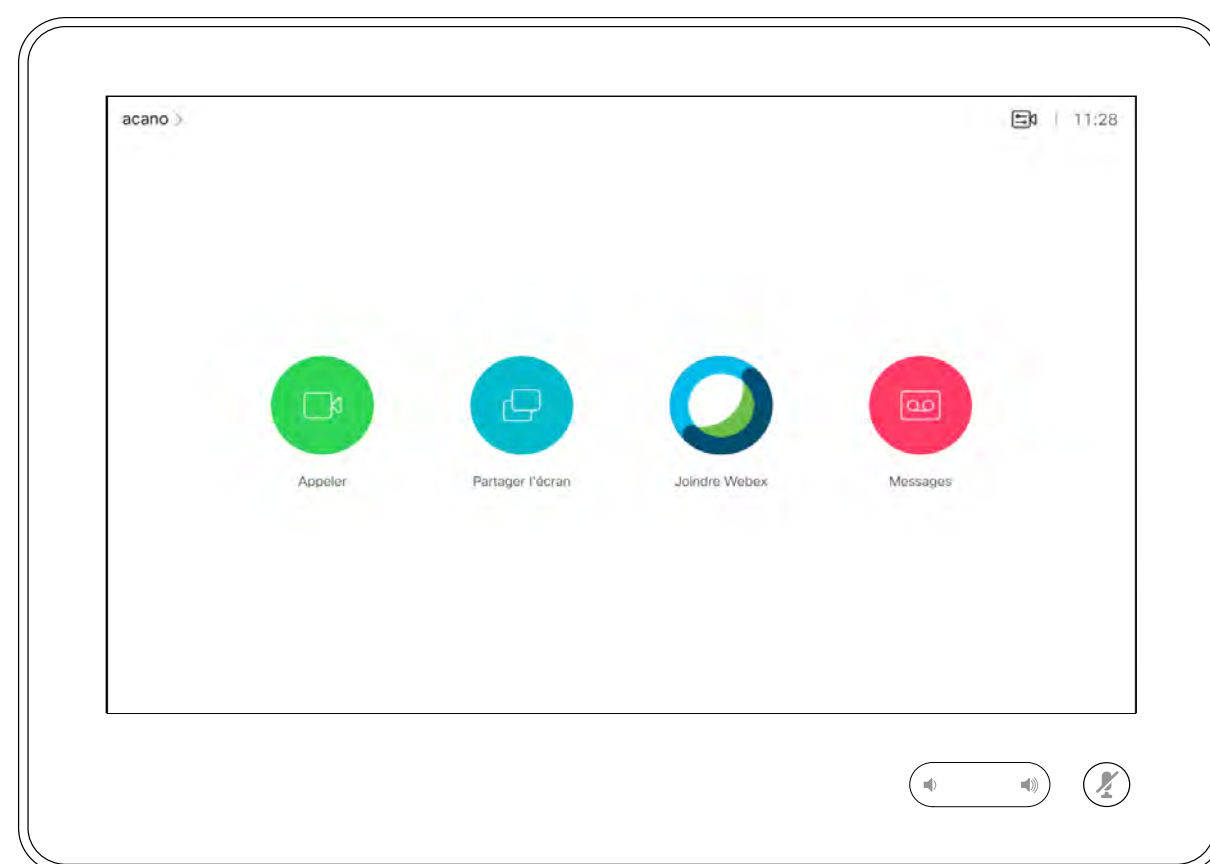 acano
11:28
Appeler
Partager l'écran
Joindre Webex
Messages